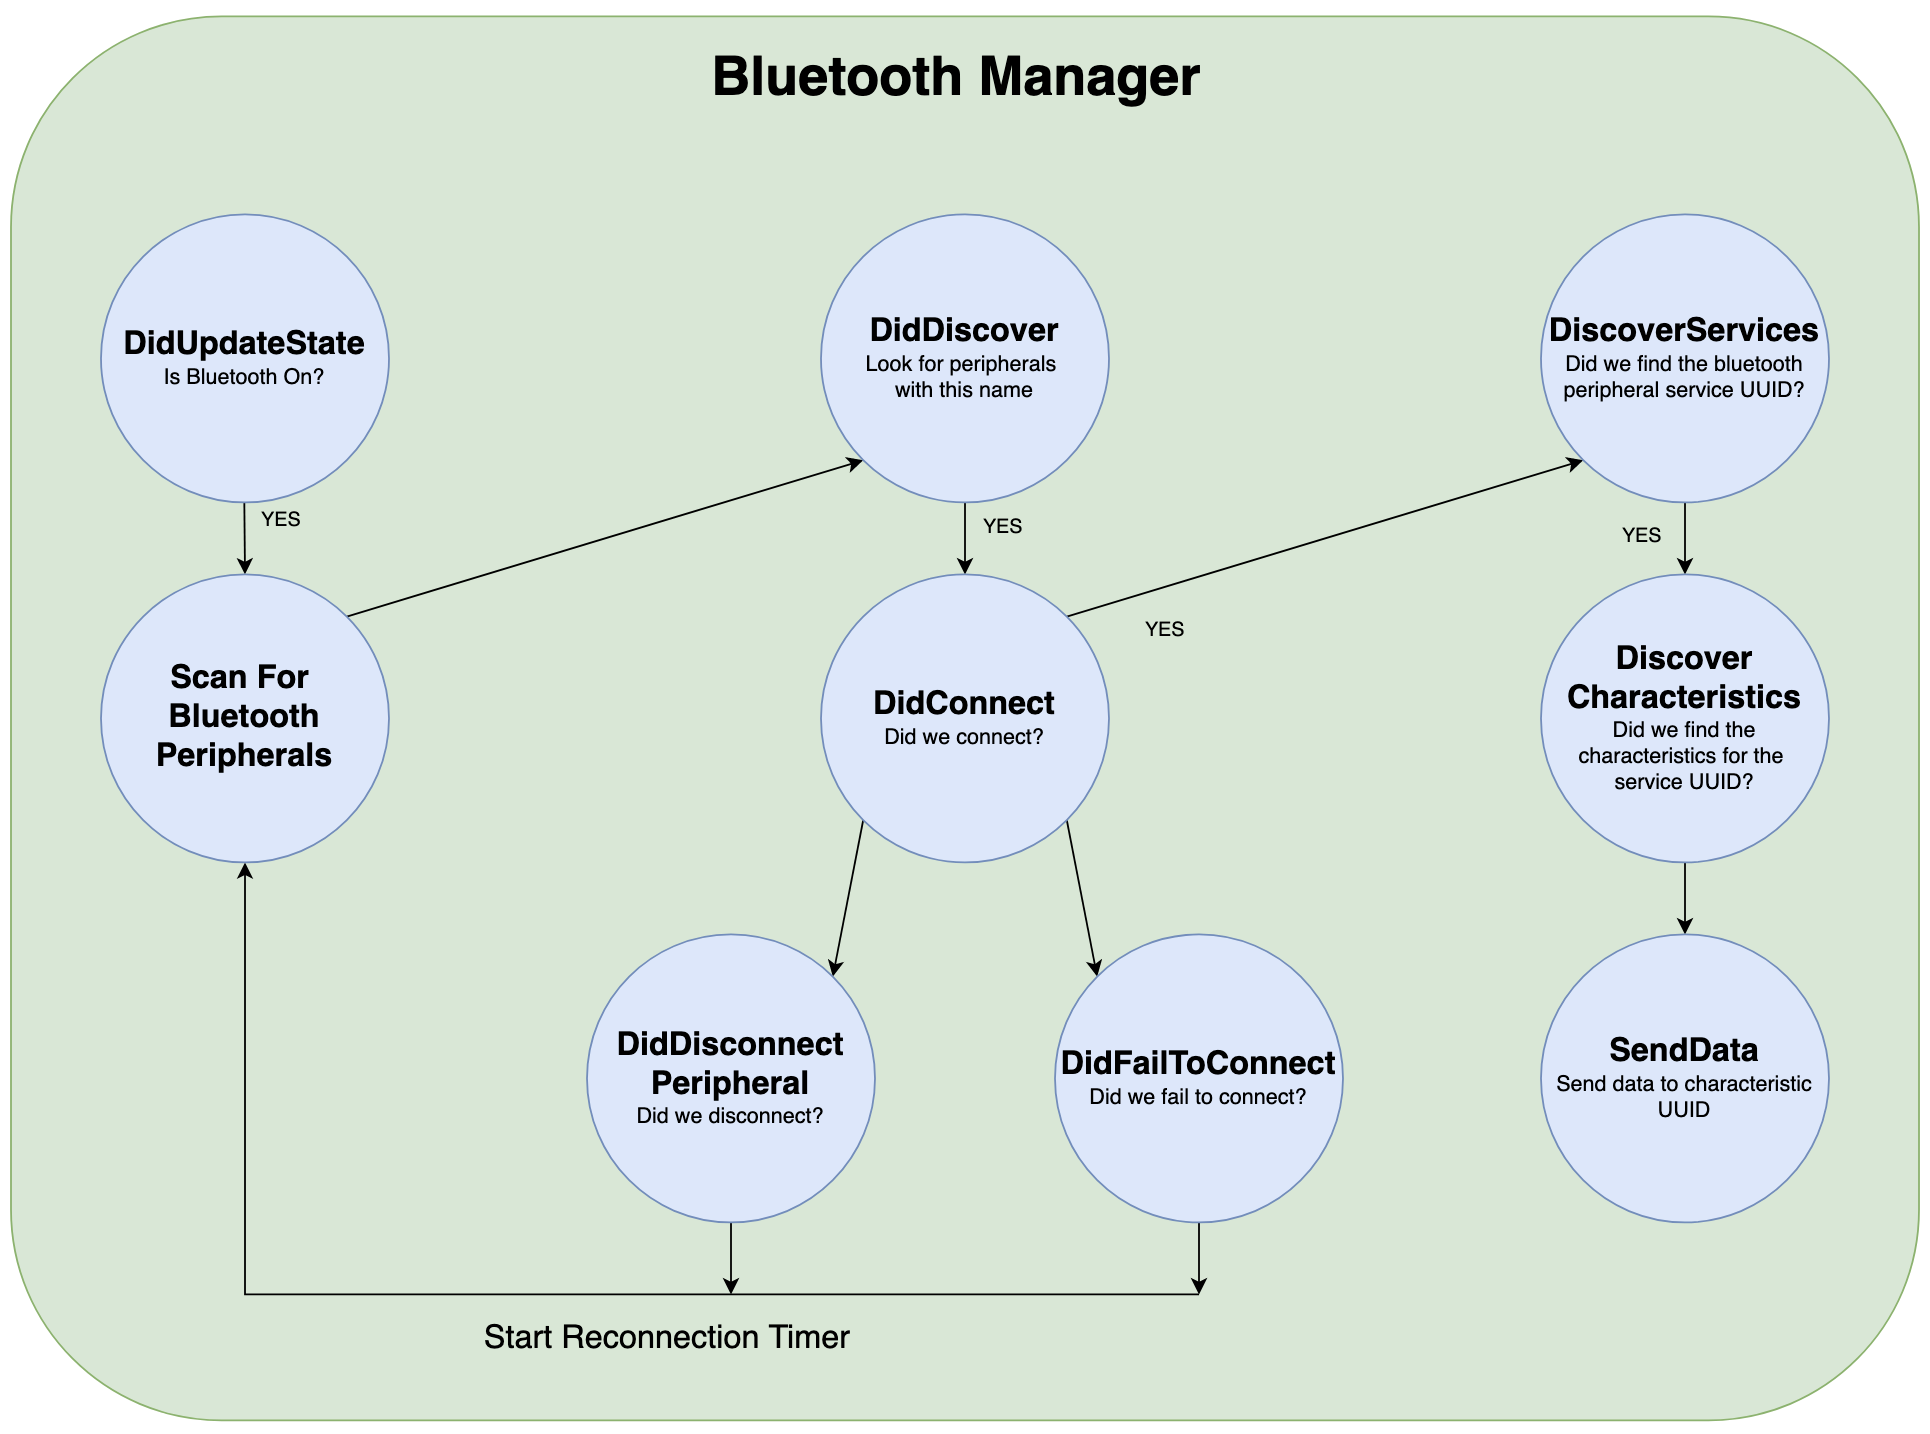 Bluetooth Manager
DidUpdateState
Is Bluetooth On?
YES
Scan For
Bluetooth
Peripherals
DidDiscover
Look for peripherals
with this name
YES
DidConnect
Did we connect?
YES
DidDisconnect
Peripheral
Did we disconnect?
DidFailToConnect
Did we fail to connect?
Start Reconnection Timer
DiscoverServices
Did we find the bluetooth
peripheral service UUID?
YES
Discover
Characteristics
Did we find the
characteristics for the
service UUID?
SendData
Send data to characteristic
UUID